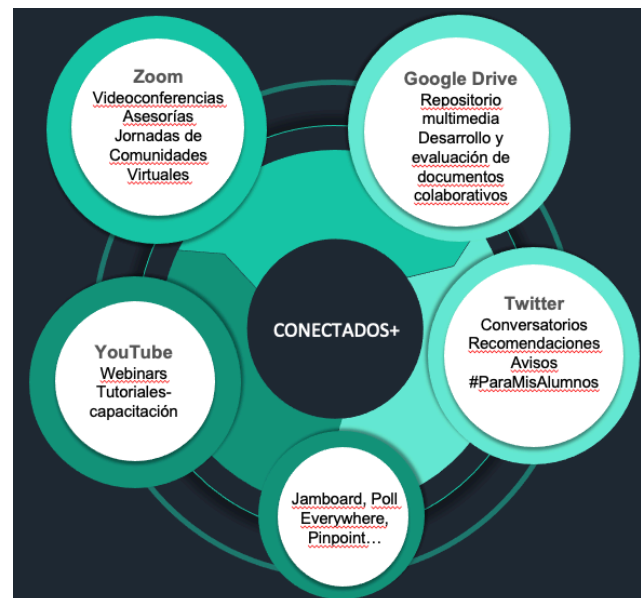 Zoom
Videoconferencias
Asesorías
Jornadas de
Comunidades
Virtuales
Google Drive
Repositorio
multimedia
Desarrollo y
evaluación de
documentos
colaborativos
CONECTADOS+
YouTube
Webinars
Tutoriales-
capacitación
Twitter
Conversatorios
Recomendaciones
Avisos
#ParaMisAlumnos
Jamboard, Poll
Everywhere,
Pinpoint…